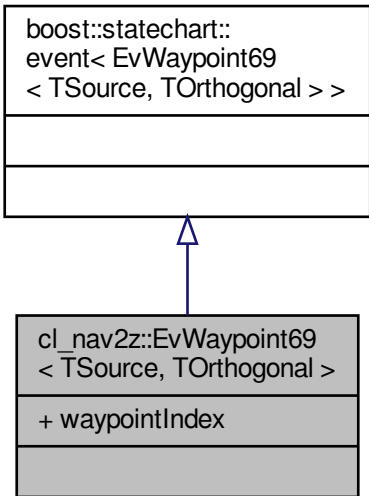 boost::statechart::
event< EvWaypoint69
< TSource, TOrthogonal > >
cl_nav2z::EvWaypoint69
< TSource, TOrthogonal >
+ waypointIndex